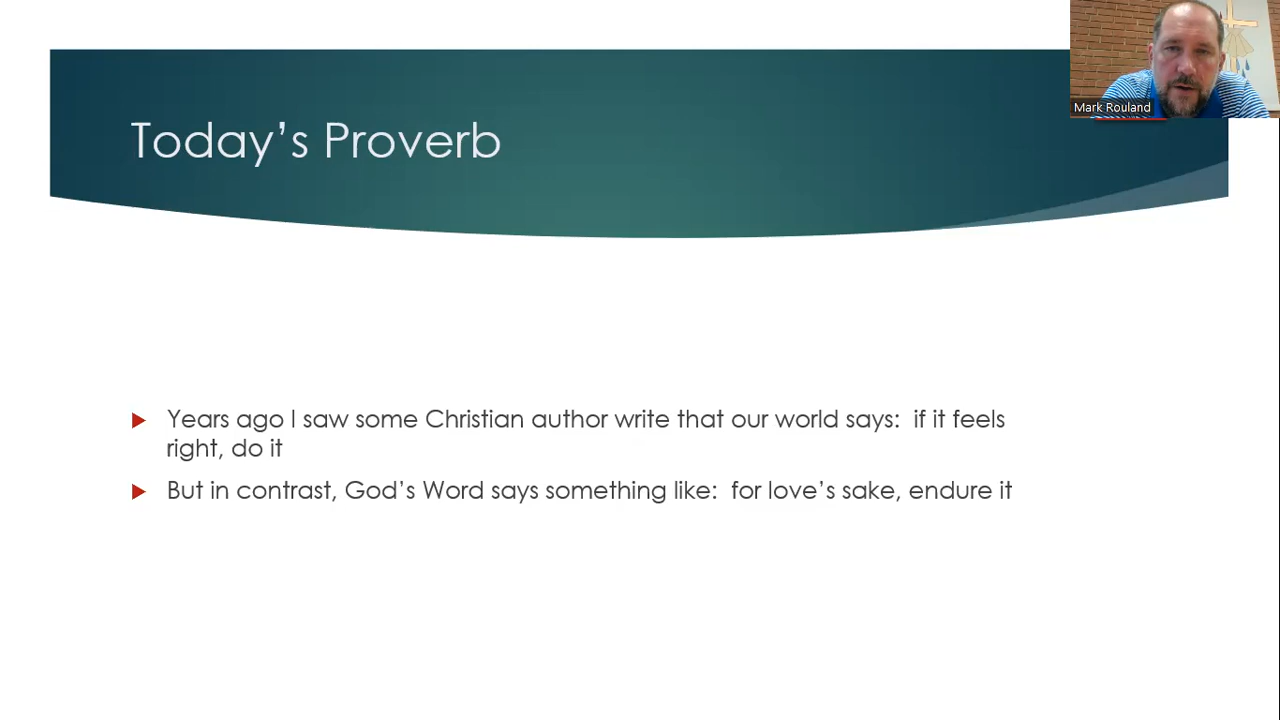 Mark Rouland
Today’s Proverb
Years ago I saw some Christian author write that our world says:  if it feels
right, do it
But in contrast, God’s Word says something like:  for love’s sake, endure it